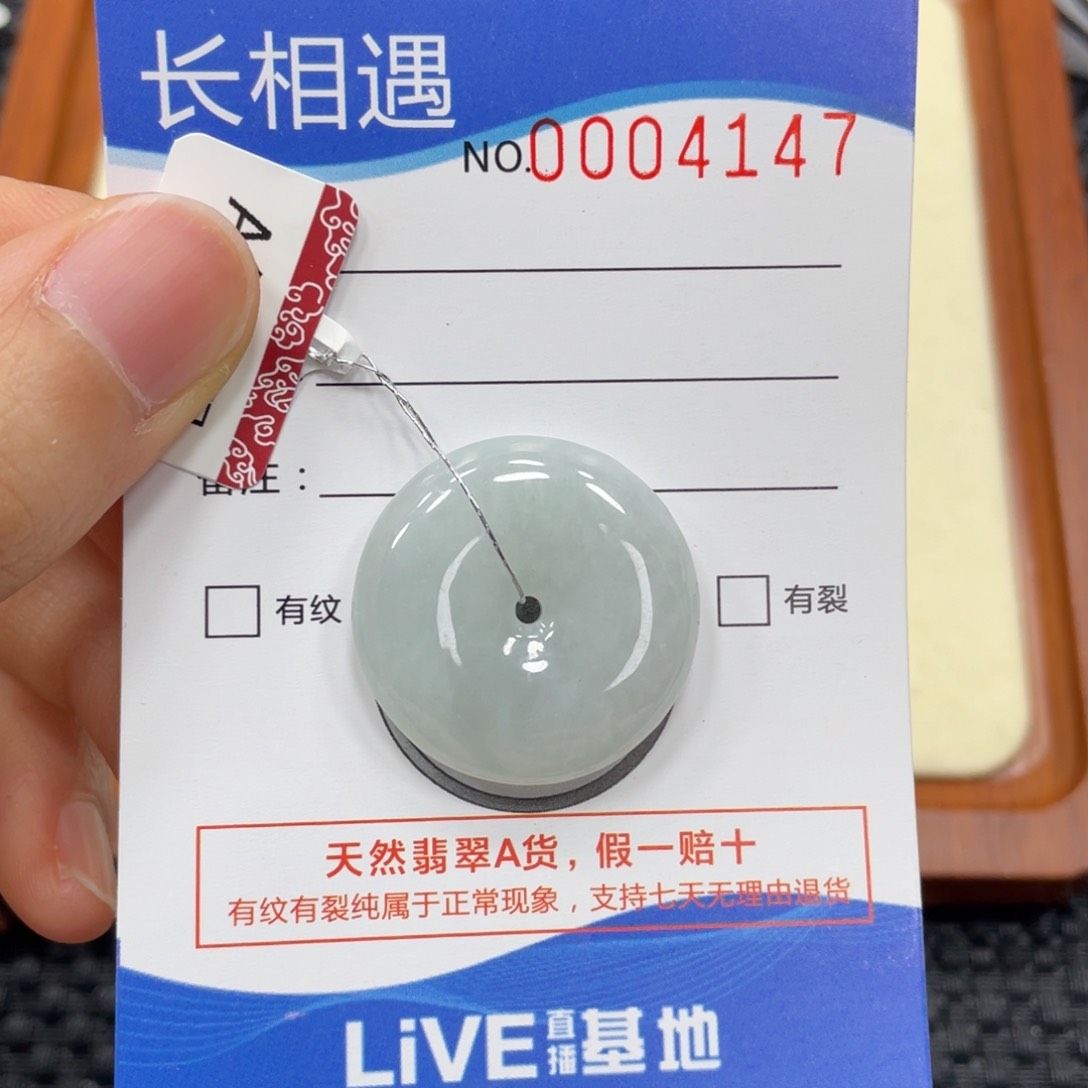 长相遇
NO.0004147
A
备注：
有纹
有裂
天然翡翠A货，假一赔十
有纹有裂纯属于正常现象，支持七天无理由退货
LiVE直播基地